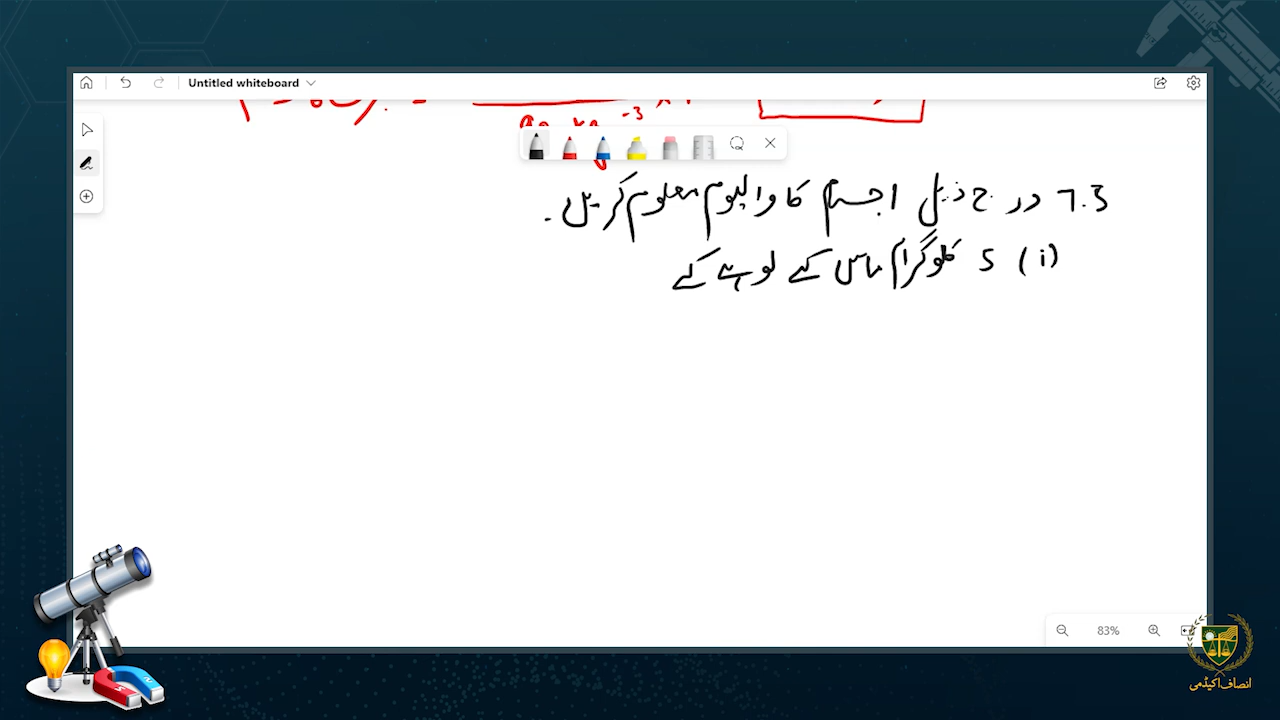 Untitled whiteboard
7.3 درج ذیل اجسام کا والیوم معلوم کریں۔
(i) 5 کلوگرام ماس کے لوہے کے
83%
انصاف اکیڈمی